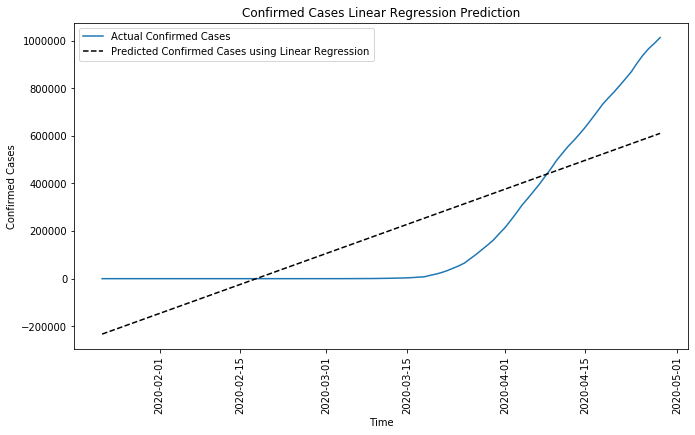 Confirmed Cases Linear Regression Prediction
Actual Confirmed Cases
Predicted Confirmed Cases using Linear Regression
1000000
800000
600000
400000
200000
0
−200000
Confirmed Cases
2020-02-01
2020-02-15
2020-03-01
2020-03-15
2020-04-01
2020-04-15
2020-05-01
Time